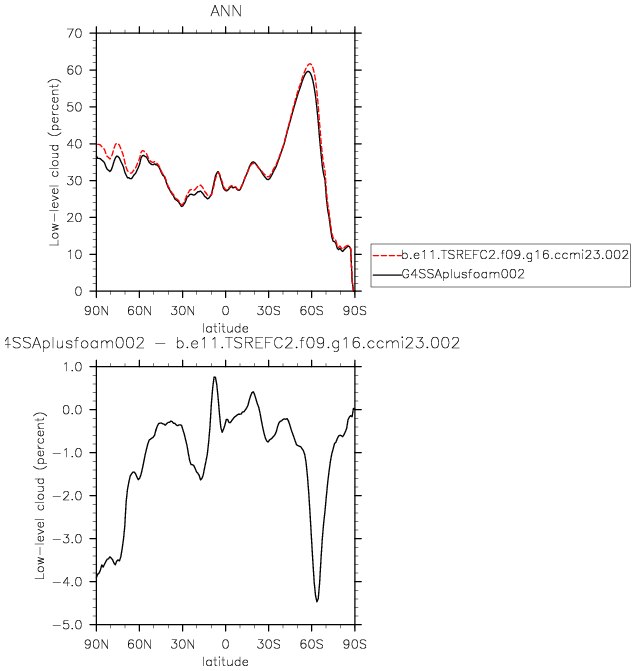 ANN
70
60
50
40
30
20
10
0
Low-level cloud (percent)
90N 60N 30N 0 30S 60S 90S
latitude
b.e11.TSREFC2.f09.g16.ccmi23.002
G4SSAplusfoam002
4SSAplusfoam002 − b.e11.TSREFC2.f09.g16.ccmi23.002
1.0
0.0
−1.0
−2.0
−3.0
−4.0
−5.0
Low-level cloud (percent)
90N 60N 30N 0 30S 60S 90S
latitude